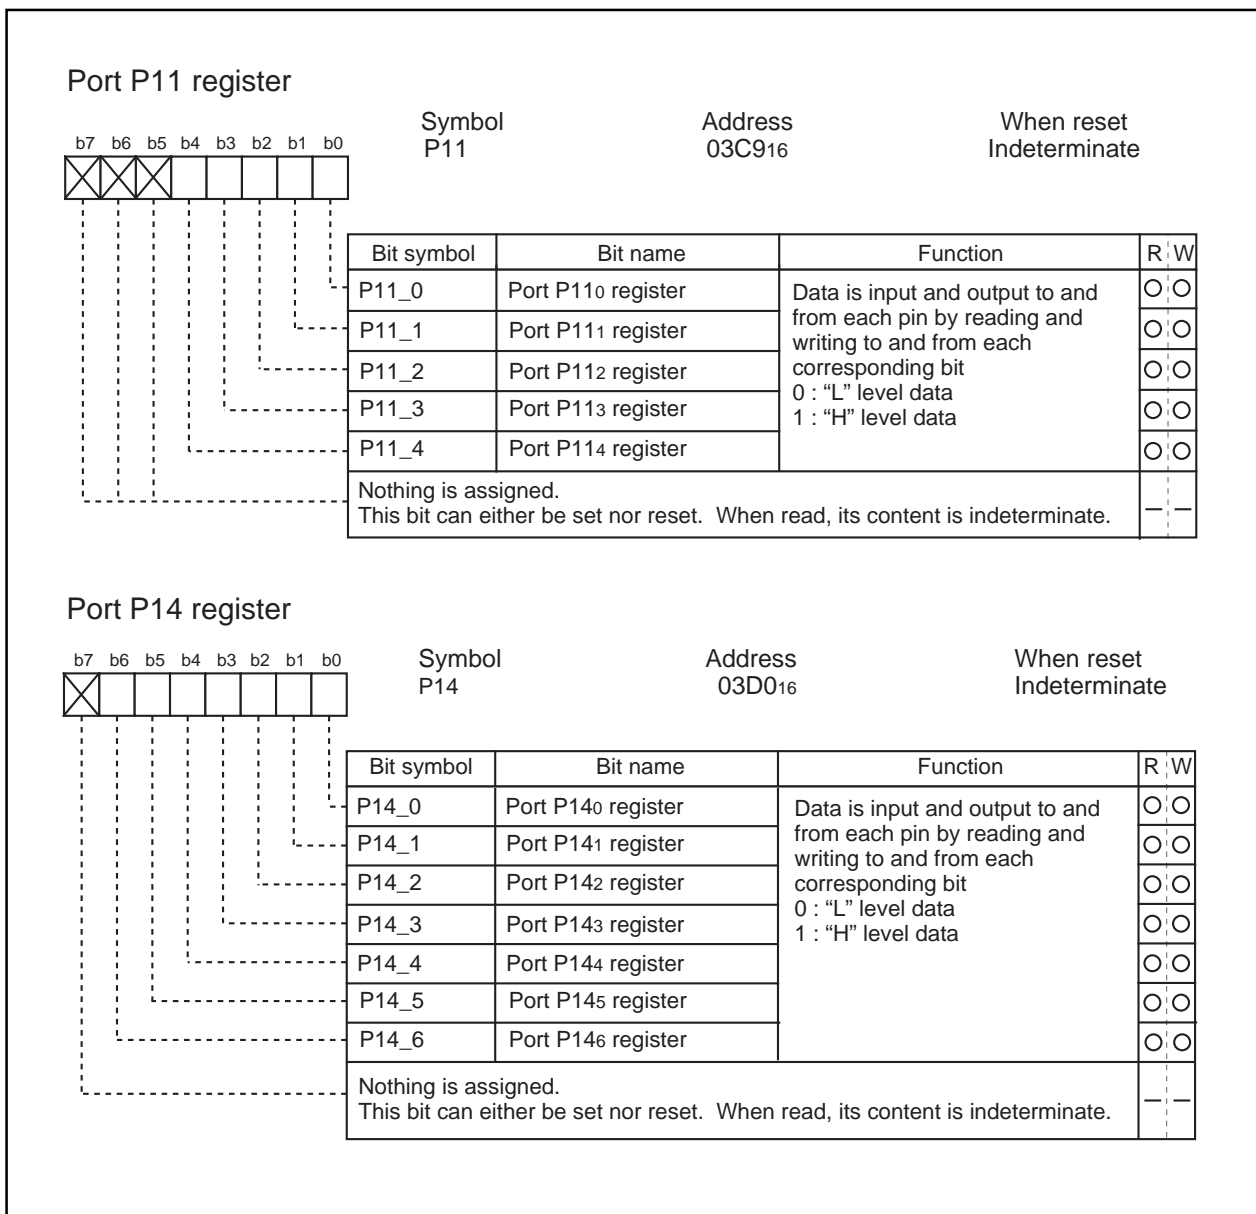 Port P11 register
Symbol Address When reset
P11 03C916 Indeterminate
b7 b6 b5 b4 b3 b2 b1 b0
Bit symbol Bit name Function R W
P11_0 Port P110 register
P11_1 Port P111 register
P11_2 Port P112 register
P11_3 Port P113 register
P11_4 Port P114 register
Data is input and output to and
from each pin by reading and
writing to and from each
corresponding bit
0 : “L” level data
1 : “H” level data
Nothing is assigned.
This bit can either be set nor reset. When read, its content is indeterminate.
Port P14 register
Symbol Address When reset
P14 03D016 Indeterminate
b7 b6 b5 b4 b3 b2 b1 b0
Bit symbol Bit name Function R W
P14_0 Port P140 register
P14_1 Port P141 register
P14_2 Port P142 register
P14_3 Port P143 register
P14_4 Port P144 register
P14_5 Port P145 register
P14_6 Port P146 register
Data is input and output to and
from each pin by reading and
writing to and from each
corresponding bit
0 : “L” level data
1 : “H” level data
Nothing is assigned.
This bit can either be set nor reset. When read, its content is indeterminate.